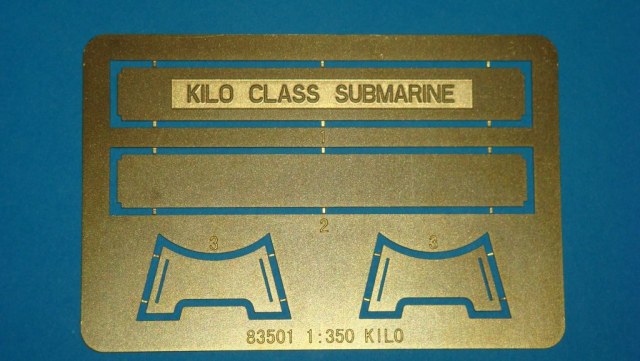 KILO CLASS SUBMARINE
2
3 3
83501 1:350 KILO